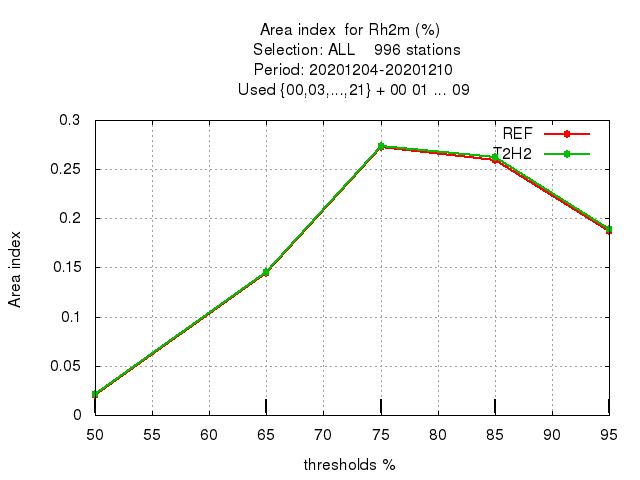 Area index  for Rh2m (%)
Selection: ALL    996 stations
Period: 20201204-20201210
Used {00,03,...,21} + 00 01 ... 09
REF
T2H2
0.3
0.25
0.2
0.15
0.1
0.05
0
Area index
50 55 60 65 70 75 80 85 90 95
thresholds %